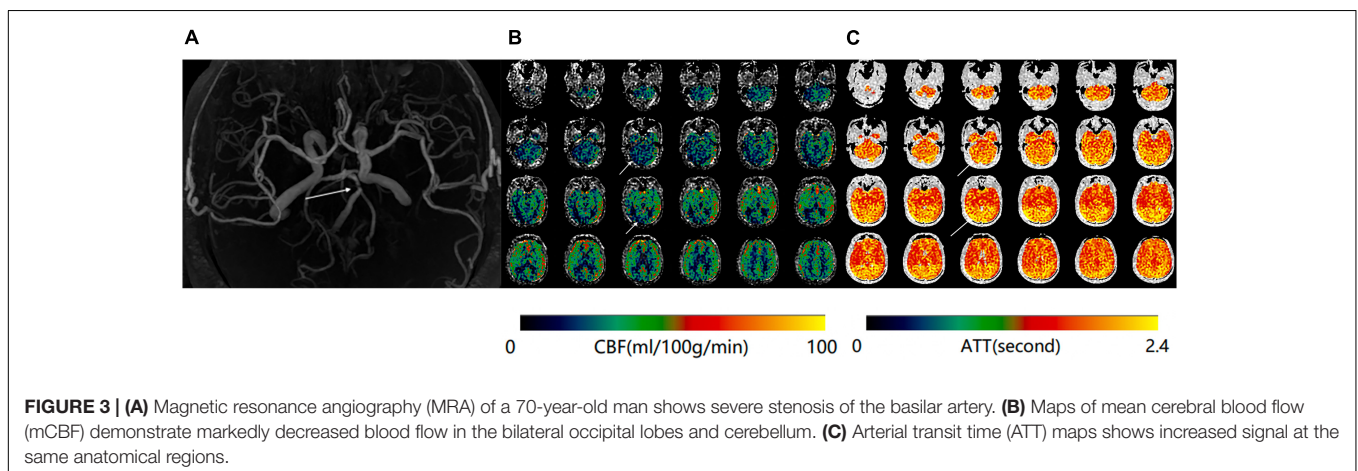 A B C
0 CBF(ml/100g/min) 100 0 ATT(second) 2.4
FIGURE 3 | (A) Magnetic resonance angiography (MRA) of a 70-year-old man shows severe stenosis of the basilar artery. (B) Maps of mean cerebral blood flow
(mCBF) demonstrate markedly decreased blood flow in the bilateral occipital lobes and cerebellum. (C) Arterial transit time (ATT) maps shows increased signal at the
same anatomical regions.